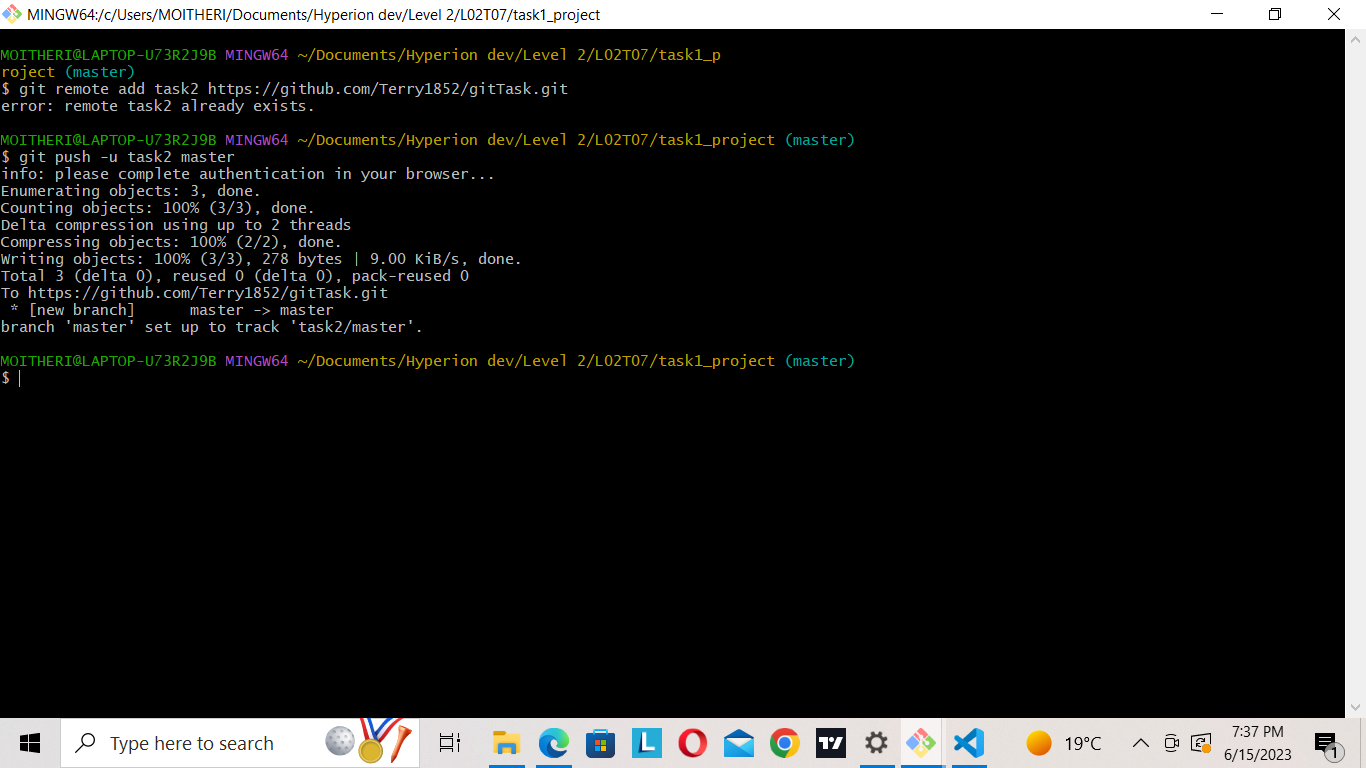 MINGW64:/c/Users/MOITHERI/Documents/Hyperion dev/Level 2/L02T07/task1_project
MOITHERI@LAPTOP-U73R2J9B MINGW64 ~/Documents/Hyperion dev/Level 2/L02T07/task1_p
roject (master)
$ git remote add task2 https://github.com/Terry1852/gitTask.git
error: remote task2 already exists.
MOITHERI@LAPTOP-U73R2J9B MINGW64 ~/Documents/Hyperion dev/Level 2/L02T07/task1_project (master)
$ git push -u task2 master
info: please complete authentication in your browser...
Enumerating objects: 3, done.
Counting objects: 100% (3/3), done.
Delta compression using up to 2 threads
Compressing objects: 100% (2/2), done.
Writing objects: 100% (3/3), 278 bytes | 9.00 KiB/s, done.
Total 3 (delta 0), reused 0 (delta 0), pack-reused 0
To https://github.com/Terry1852/gitTask.git
 * [new branch]      master -> master
branch 'master' set up to track 'task2/master'.
MOITHERI@LAPTOP-U73R2J9B MINGW64 ~/Documents/Hyperion dev/Level 2/L02T07/task1_project (master)
$
Type here to search
L
19°C
7:37 PM
6/15/2023
1